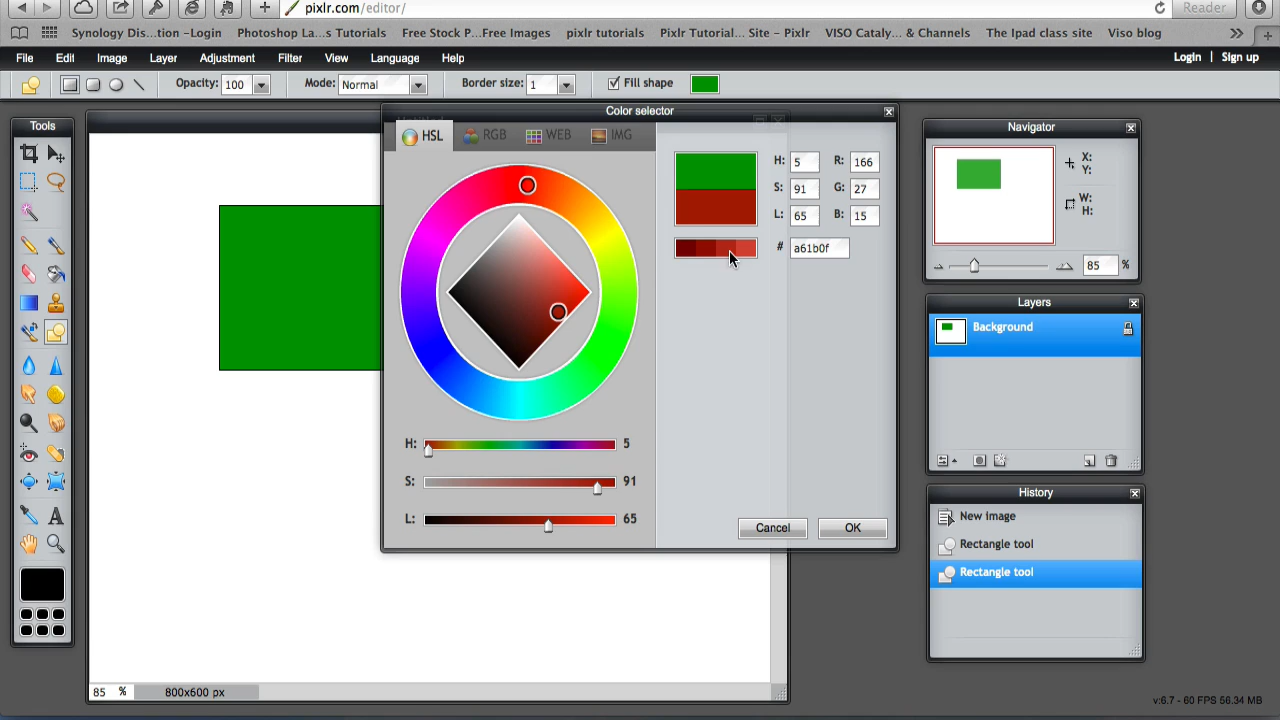 pixlr.com/editor/
Reader
Synology Dis...tion -Login Photoshop La...s Tutorials Free Stock P...Free Images pixlr tutorials Pixlr Tutorial... Site - Pixlr VISO Cataly...& Channels The Ipad class site Viso blog
File Edit Image Layer Adjustment Filter View Language Help Login | Sign up
Opacity: 100 Mode: Normal Border size: 1 Fill shape
Color selector
Tools
Navigator
HSL RGB WEB IMG
H: 5 R: 166
S: 91 G: 27
L: 65 B: 15
# a61b0f
X:
Y:
W:
H:
85 %
Layers
Background
H: 5
S: 91
L: 65
Cancel OK
History
New image
Rectangle tool
Rectangle tool
85 % 800x600 px
v:6.7 - 60 FPS 56.34 MB